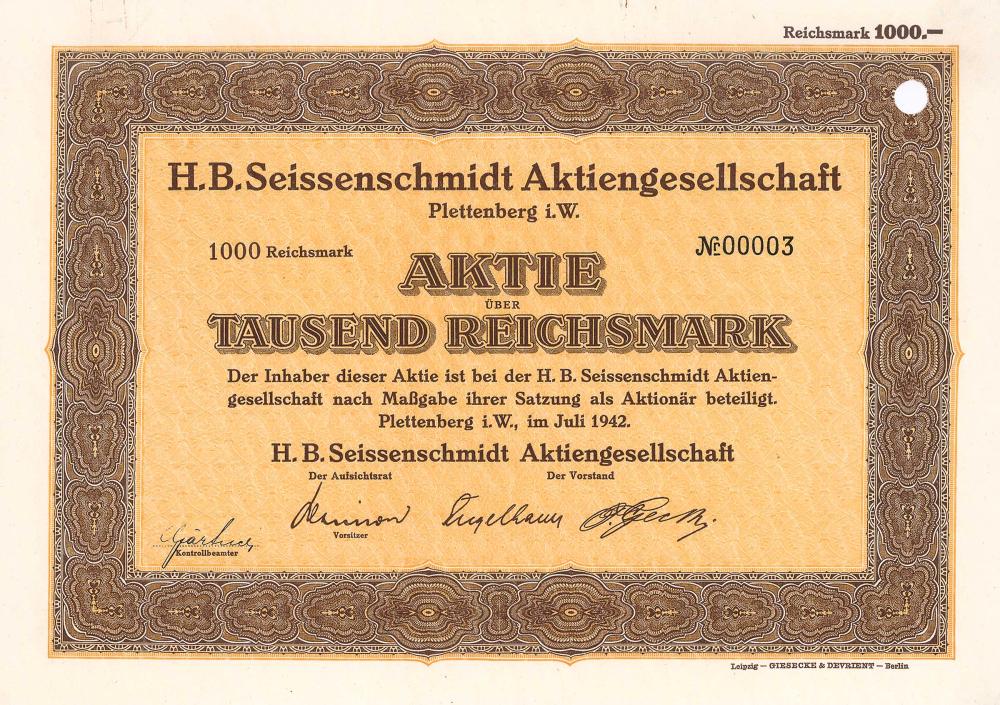 Reichsmark 1000.—
H.B. Seissenschmidt Aktiengesellschaft
Plettenberg i.W.
1000 Reichsmark
№ 00003
AKTIE
ÜBER
TAUSEND REICHSMARK
Der Inhaber dieser Aktie ist bei der H. B. Seissenschmidt Aktien-
gesellschaft nach Maßgabe ihrer Satzung als Aktionär beteiligt.
Plettenberg i.W., im Juli 1942.
H. B. Seissenschmidt Aktiengesellschaft
Der Aufsichtsrat
Der Vorstand
Vorsitzer
Kontrollbeamter
Leipzig — GIESECKE & DEVRIENT — Berlin